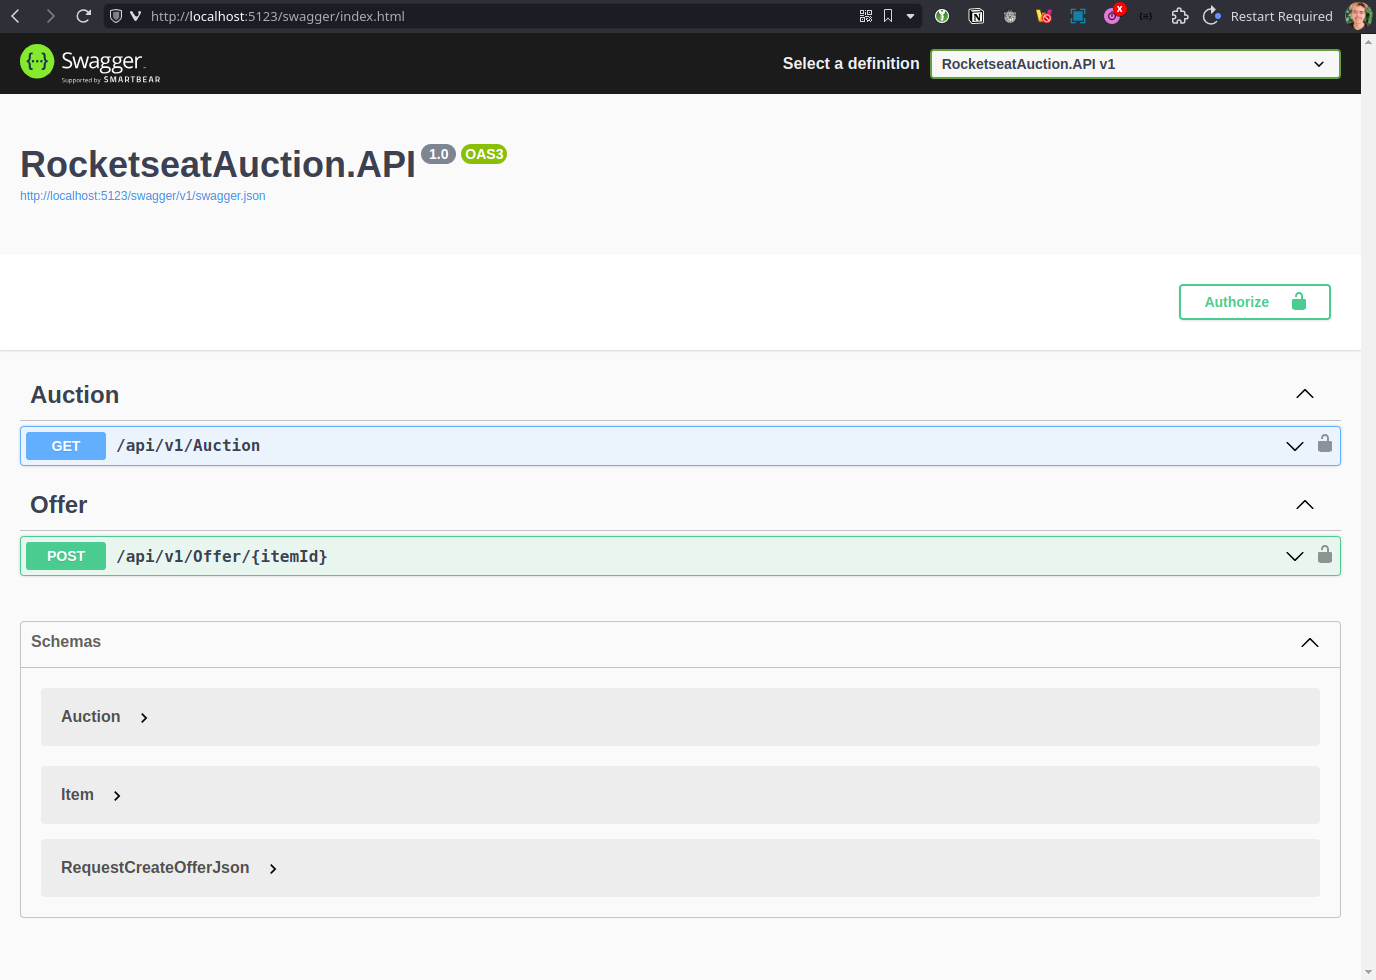 http://localhost:5123/swagger/index.html
x
Restart Required
Swagger
Supported by SMARTBEAR
Select a definition
RocketseatAuction.API v1
RocketseatAuction.API 1.0 OAS3
http://localhost:5123/swagger/v1/swagger.json
Authorize
Auction
GET /api/v1/Auction
Offer
POST /api/v1/Offer/{itemId}
Schemas
Auction
Item
RequestCreateOfferJson